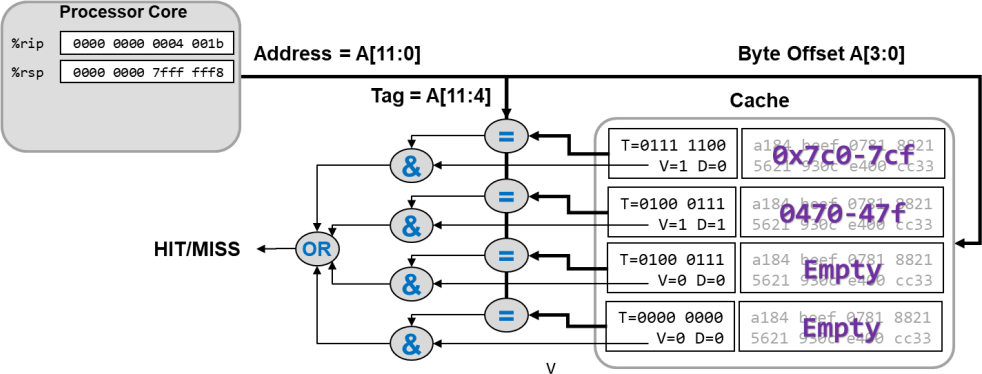 Processor Core
%rip 0000 0000 0004 001b
%rsp 0000 0000 7fff fff8
Address = A[11:0]
Byte Offset A[3:0]
Tag = A[11:4]
Cache
=
T=0111 1100
V=1 D=0
a184 beef 0781 8821
5621 930c e400 cc33
0x7c0-7cf
&
=
T=0100 0111
V=1 D=1
a184 beef 0781 8821
5621 930c e400 cc33
0470-47f
&
HIT/MISS
OR
=
T=0100 0111
V=0 D=0
a184 beef 0781 8821
5621 930c e400 cc33
Empty
&
=
T=0000 0000
V=0 D=0
a184 beef 0781 8821
5621 930c e400 cc33
Empty
&
V